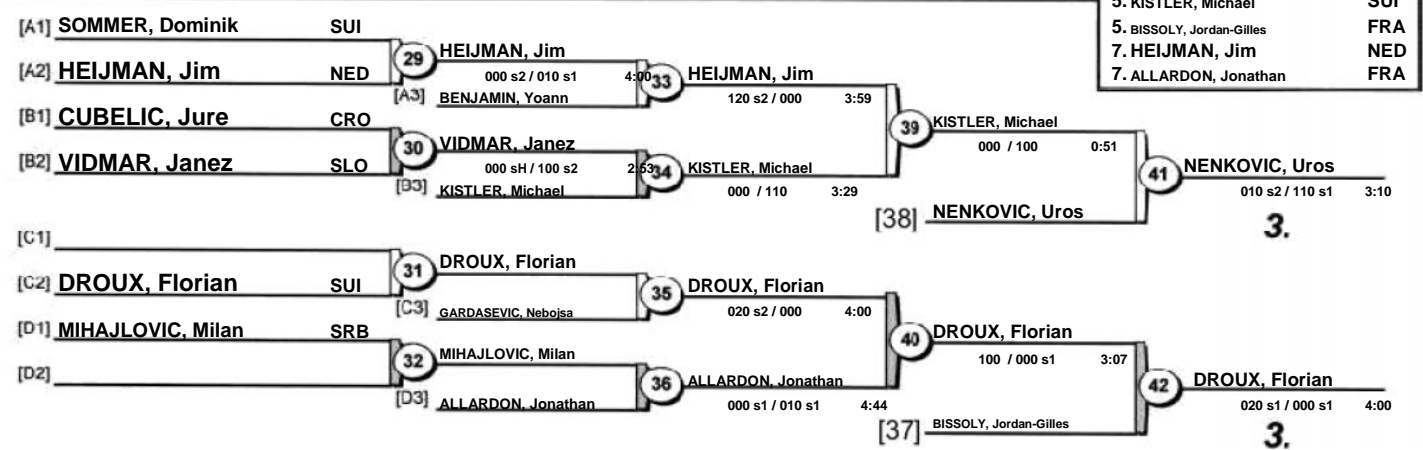 5. KISTLER, Michael SUI
5. BISSOLY, Jordan-Gilles FRA
7. HEIJMAN, Jim NED
7. ALLARDON, Jonathan FRA
[A1] SOMMER, Dominik SUI
29
HEIJMAN, Jim
000 s2 / 010 s1 4:00
[A2] HEIJMAN, Jim NED
[A3] BENJAMIN, Yoann
33
HEIJMAN, Jim
120 s2 / 000 3:59
[B1] CUBELIC, Jure CRO
30
VIDMAR, Janez
000 sH / 100 s2 2:53
[B2] VIDMAR, Janez SLO
[B3] KISTLER, Michael
34
KISTLER, Michael
000 / 110 3:29
39
KISTLER, Michael
000 / 100 0:51
[38] NENKOVIC, Uros
41
NENKOVIC, Uros
010 s2 / 110 s1 3:10
3.
[C1]
31
DROUX, Florian
[C2] DROUX, Florian SUI
[C3] GARDASEVIC, Nebojsa
35
DROUX, Florian
020 s2 / 000 4:00
[D1] MIHAJLOVIC, Milan SRB
32
MIHAJLOVIC, Milan
[D2]
[D3] ALLARDON, Jonathan
36
ALLARDON, Jonathan
000 s1 / 010 s1 4:44
40
DROUX, Florian
100 / 000 s1 3:07
[37] BISSOLY, Jordan-Gilles
42
DROUX, Florian
020 s1 / 000 s1 4:00
3.